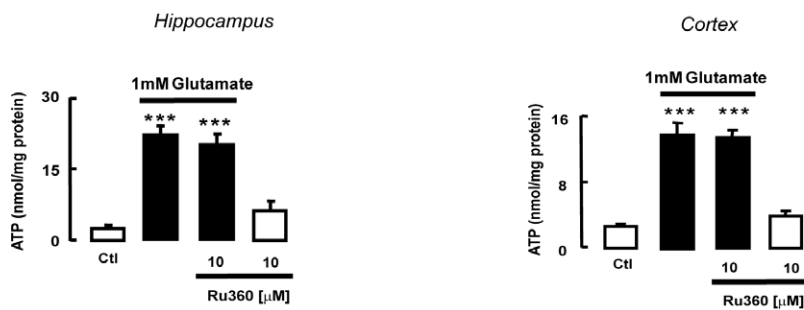 Hippocampus
1mM Glutamate
30
15
0
ATP (nmol/mg protein)
***
***
Ctl
10
10
Ru360 [µM]
Cortex
1mM Glutamate
16
8
0
ATP (nmol/mg protein)
***
***
Ctl
10
10
Ru360 [µM]